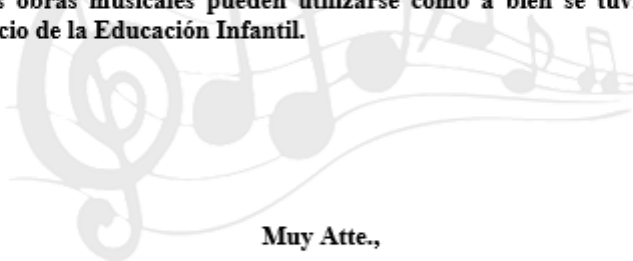 obras musicales pueden utilizarse como a bien se
de la Educación Infantil.
Muy Atte.,